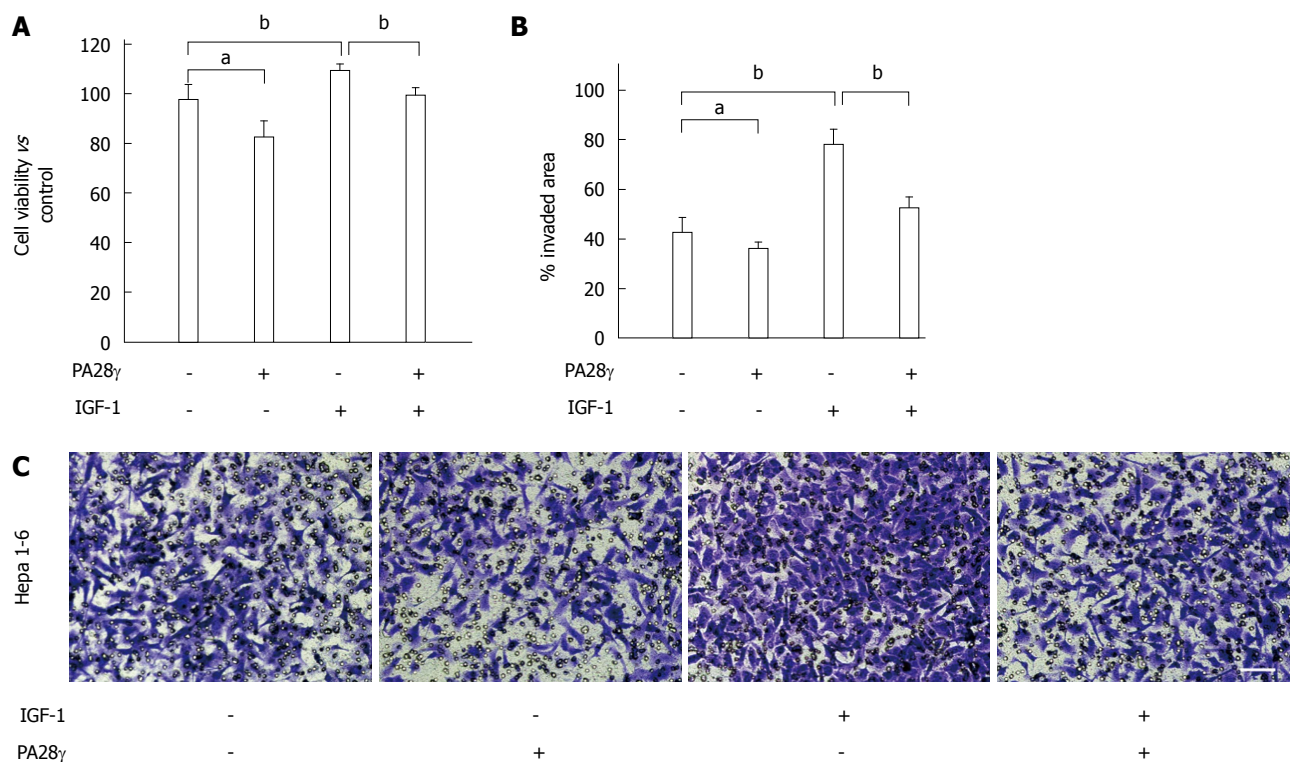 A
b b
a
120
100
80
60
40
20
0
Cell viability vs
control
PA28γ - + - +
IGF-1 - - + +
B
b b
a
100
80
60
40
20
0
% invaded area
PA28γ - + - +
IGF-1 - - + +
C
Hepa 1-6
IGF-1 - - + +
PA28γ - + - +